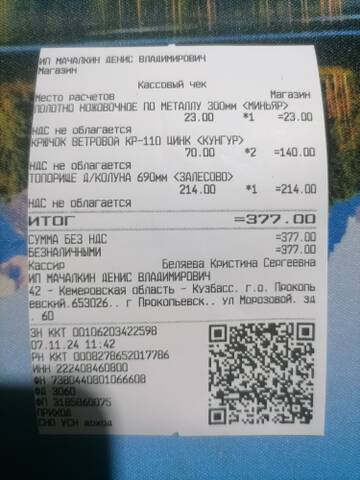 ИП МАЧАЛКИН ДЕНИС ВЛАДИМИРОВИЧ
Магазин
Кассовый чек
Место расчетов Магазин
ПОЛОТНО НОЖОВОЧНОЕ ПО МЕТАЛЛУ 300мм <МИНЬЯР>
23.00 *1 =23.00
НДС не облагается
КРЮЧОК ВЕТРОВОЙ КР-110 ЦИНК <КУНГУР>
70.00 *2 =140.00
НДС не облагается
ТОПОРИЩЕ Д/КОЛУНА 690мм <ЗАЛЕСОВО>
214.00 *1 =214.00
НДС не облагается
ИТОГ =377.00
СУММА БЕЗ НДС =377.00
БЕЗНАЛИЧНЫМИ =377.00
Кассир Беляева Кристина Сергеевна
ИП МАЧАЛКИН ДЕНИС ВЛАДИМИРОВИЧ
42 - Кемеровская область - Кузбасс. г.о. Прокопь
евский.653026.. г Прокопьевск.. ул Морозовой. зд
. 60
ЗН ККТ 00106203422598
07.11.24 11:42
РН ККТ 0008278652017786
ИНН 222408460800
ФН 7380440801066608
ФД 3060
ФП 3185860075
ПРИХОД
СНО УСН доход